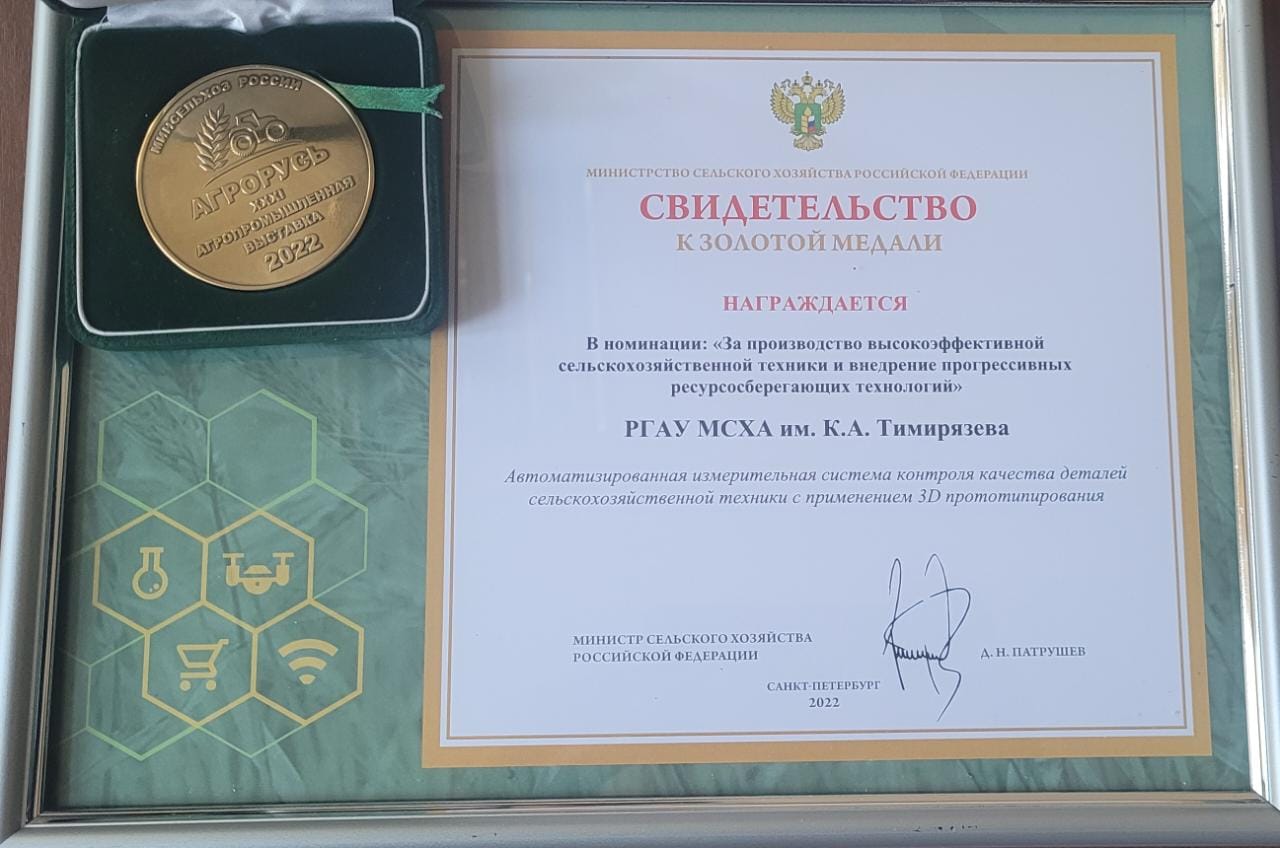 МИНСЕЛЬХОЗ РОССИИ
АГРОРУСЬ
XXXI
АГРОПРОМЫШЛЕННАЯ
ВЫСТАВКА
2022
МИНИСТРСТВО СЕЛЬСКОГО ХОЗЯЙСТВА РОССИЙСКОЙ ФЕДЕРАЦИИ
СВИДЕТЕЛЬСТВО
К ЗОЛОТОЙ МЕДАЛИ
НАГРАЖДАЕТСЯ
В номинации: «За производство высокоэффективной
сельскохозяйственной техники и внедрение прогрессивных
ресурсосберегающих технологий»
РГАУ МСХА им. К.А. Тимирязева
Автоматизированная измерительная система контроля качества деталей
сельскохозяйственной техники с применением 3D прототипирования
МИНИСТР СЕЛЬСКОГО ХОЗЯЙСТВА
РОССИЙСКОЙ ФЕДЕРАЦИИ
Д. Н. ПАТРУШЕВ
САНКТ-ПЕТЕРБУРГ
2022